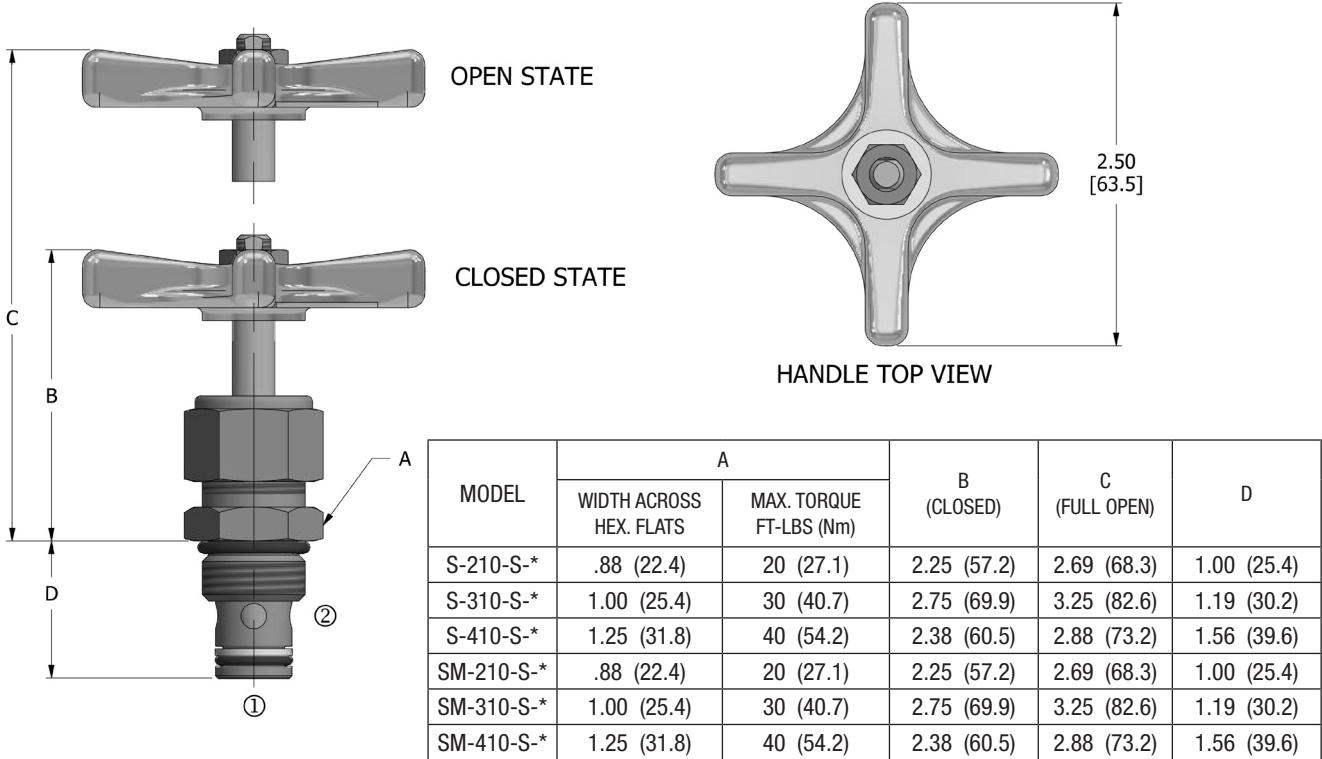 OPEN STATE
CLOSED STATE
C
B
A
D
②
①
2.50
[63.5]
HANDLE TOP VIEW
MODEL A B (CLOSED) C (FULL OPEN) D
WIDTH ACROSS HEX. FLATS MAX. TORQUE FT-LBS (Nm)
S-210-S-* .88 (22.4) 20 (27.1) 2.25 (57.2) 2.69 (68.3) 1.00 (25.4)
S-310-S-* 1.00 (25.4) 30 (40.7) 2.75 (69.9) 3.25 (82.6) 1.19 (30.2)
S-410-S-* 1.25 (31.8) 40 (54.2) 2.38 (60.5) 2.88 (73.2) 1.56 (39.6)
SM-210-S-* .88 (22.4) 20 (27.1) 2.25 (57.2) 2.69 (68.3) 1.00 (25.4)
SM-310-S-* 1.00 (25.4) 30 (40.7) 2.75 (69.9) 3.25 (82.6) 1.19 (30.2)
SM-410-S-* 1.25 (31.8) 40 (54.2) 2.38 (60.5) 2.88 (73.2) 1.56 (39.6)